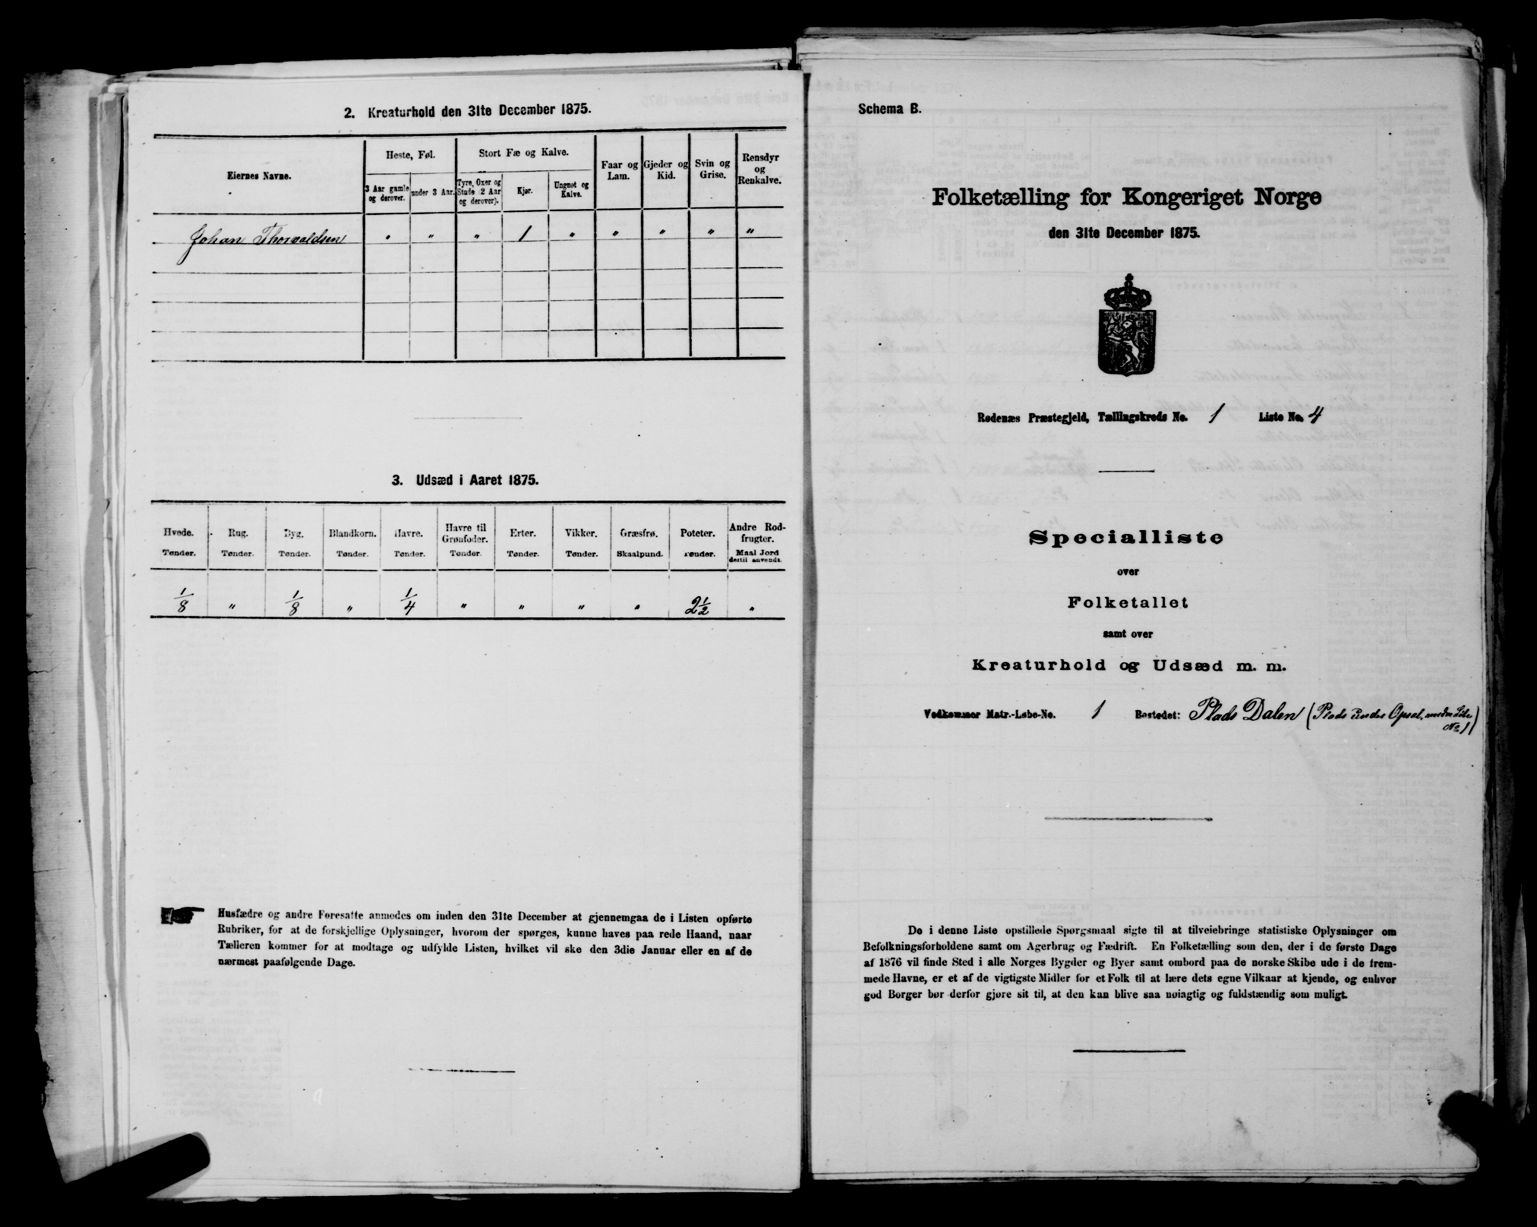 2. Kreaturhold den 31te December 1875.
Eiernes Navne.
Heste, Føl.
Stort Fæ og Kalve.
Faar og Lam.
Gjeder og Kid.
Svin og Grise.
Rensdyr og Renkalve.
3 Aar gamle og derover.
under 3 Aar.
Tyre, Oxer og Stude (2 Aar og derover).
Kjør.
Ungnøt og Kalve.
Johan Thorvaldsen " " " 1 " " " " "
3. Udsæd i Aaret 1875.
Hvede. Rug. Byg. Blandkorn. Havre. Havre til Grønfoder. Erter. Vikker. Græsfrø. Poteter. Andre Rodfrugter.
Tønder. Tønder. Tønder. Tønder. Tønder. Tønder. Tønder. Tønder. Skaalpund. Tønder. Maal Jord dertil anvendt.
1/8 " 1/8 " 1/4 " " " " 2 1/2 "
Husfædre og andre Foresatte anmodes om inden den 31te December at gjennemgaa de i Listen opførte
Rubriker, for at de forskjellige Oplysninger, hvorom der spørges, kunne haves paa rede Haand, naar
Tælleren kommer for at modtage og udfylde Listen, hvilket vil ske den 3die Januar eller en af de
nærmest paafølgende Dage.
Schema B.
Folketælling for Kongeriget Norge
den 31te December 1875.
Rødenæs Præstegjeld, Tællingskreds No. 1 Liste No. 4
Specialliste
over
Folketallet
samt over
Kreaturhold og Udsæd m. m.
Vedkommer Matr.-Løbe-No. 1 Bostedet: Plads Dalen (Plads Opsal,
No 1)
De i denne Liste opstillede Spørgsmaal sigte til at tilveiebringe statistiske Oplysninger om
Befolkningsforholdene samt om Agerbrug og Fædrift. En Folketælling som den, der i de første Dage
af 1876 vil finde Sted i alle Norges Bygder og Byer samt ombord paa de norske Skibe ude i de frem-
mede Havne, er et af de vigtigste Midler for et Folk til at lære dets egne Vilkaar at kjende, og enhver
god Borger bør derfor gjøre sit til, at den kan blive saa nøiagtig og fuldstændig som muligt.